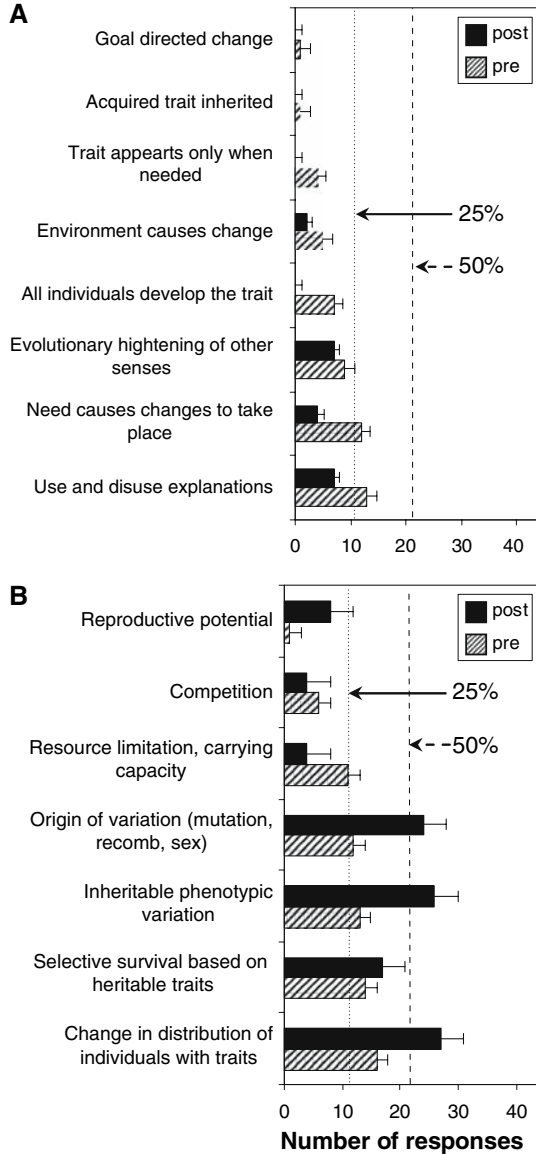 A
post
pre
Goal directed change
Acquired trait inherited
Trait appearts only when
needed
25%
Environment causes change
50%
All individuals develop the trait
Evolutionary hightening of other
senses
Need causes changes to take
place
Use and disuse explanations
0 10 20 30 40
B
post
pre
Reproductive potential
Competition
25%
Resource limitation, carrying
capacity
50%
Origin of variation (mutation,
recomb, sex)
Inheritable phenotypic
variation
Selective survival based on
heritable traits
Change in distribution of
individuals with traits
0 10 20 30 40
Number of responses